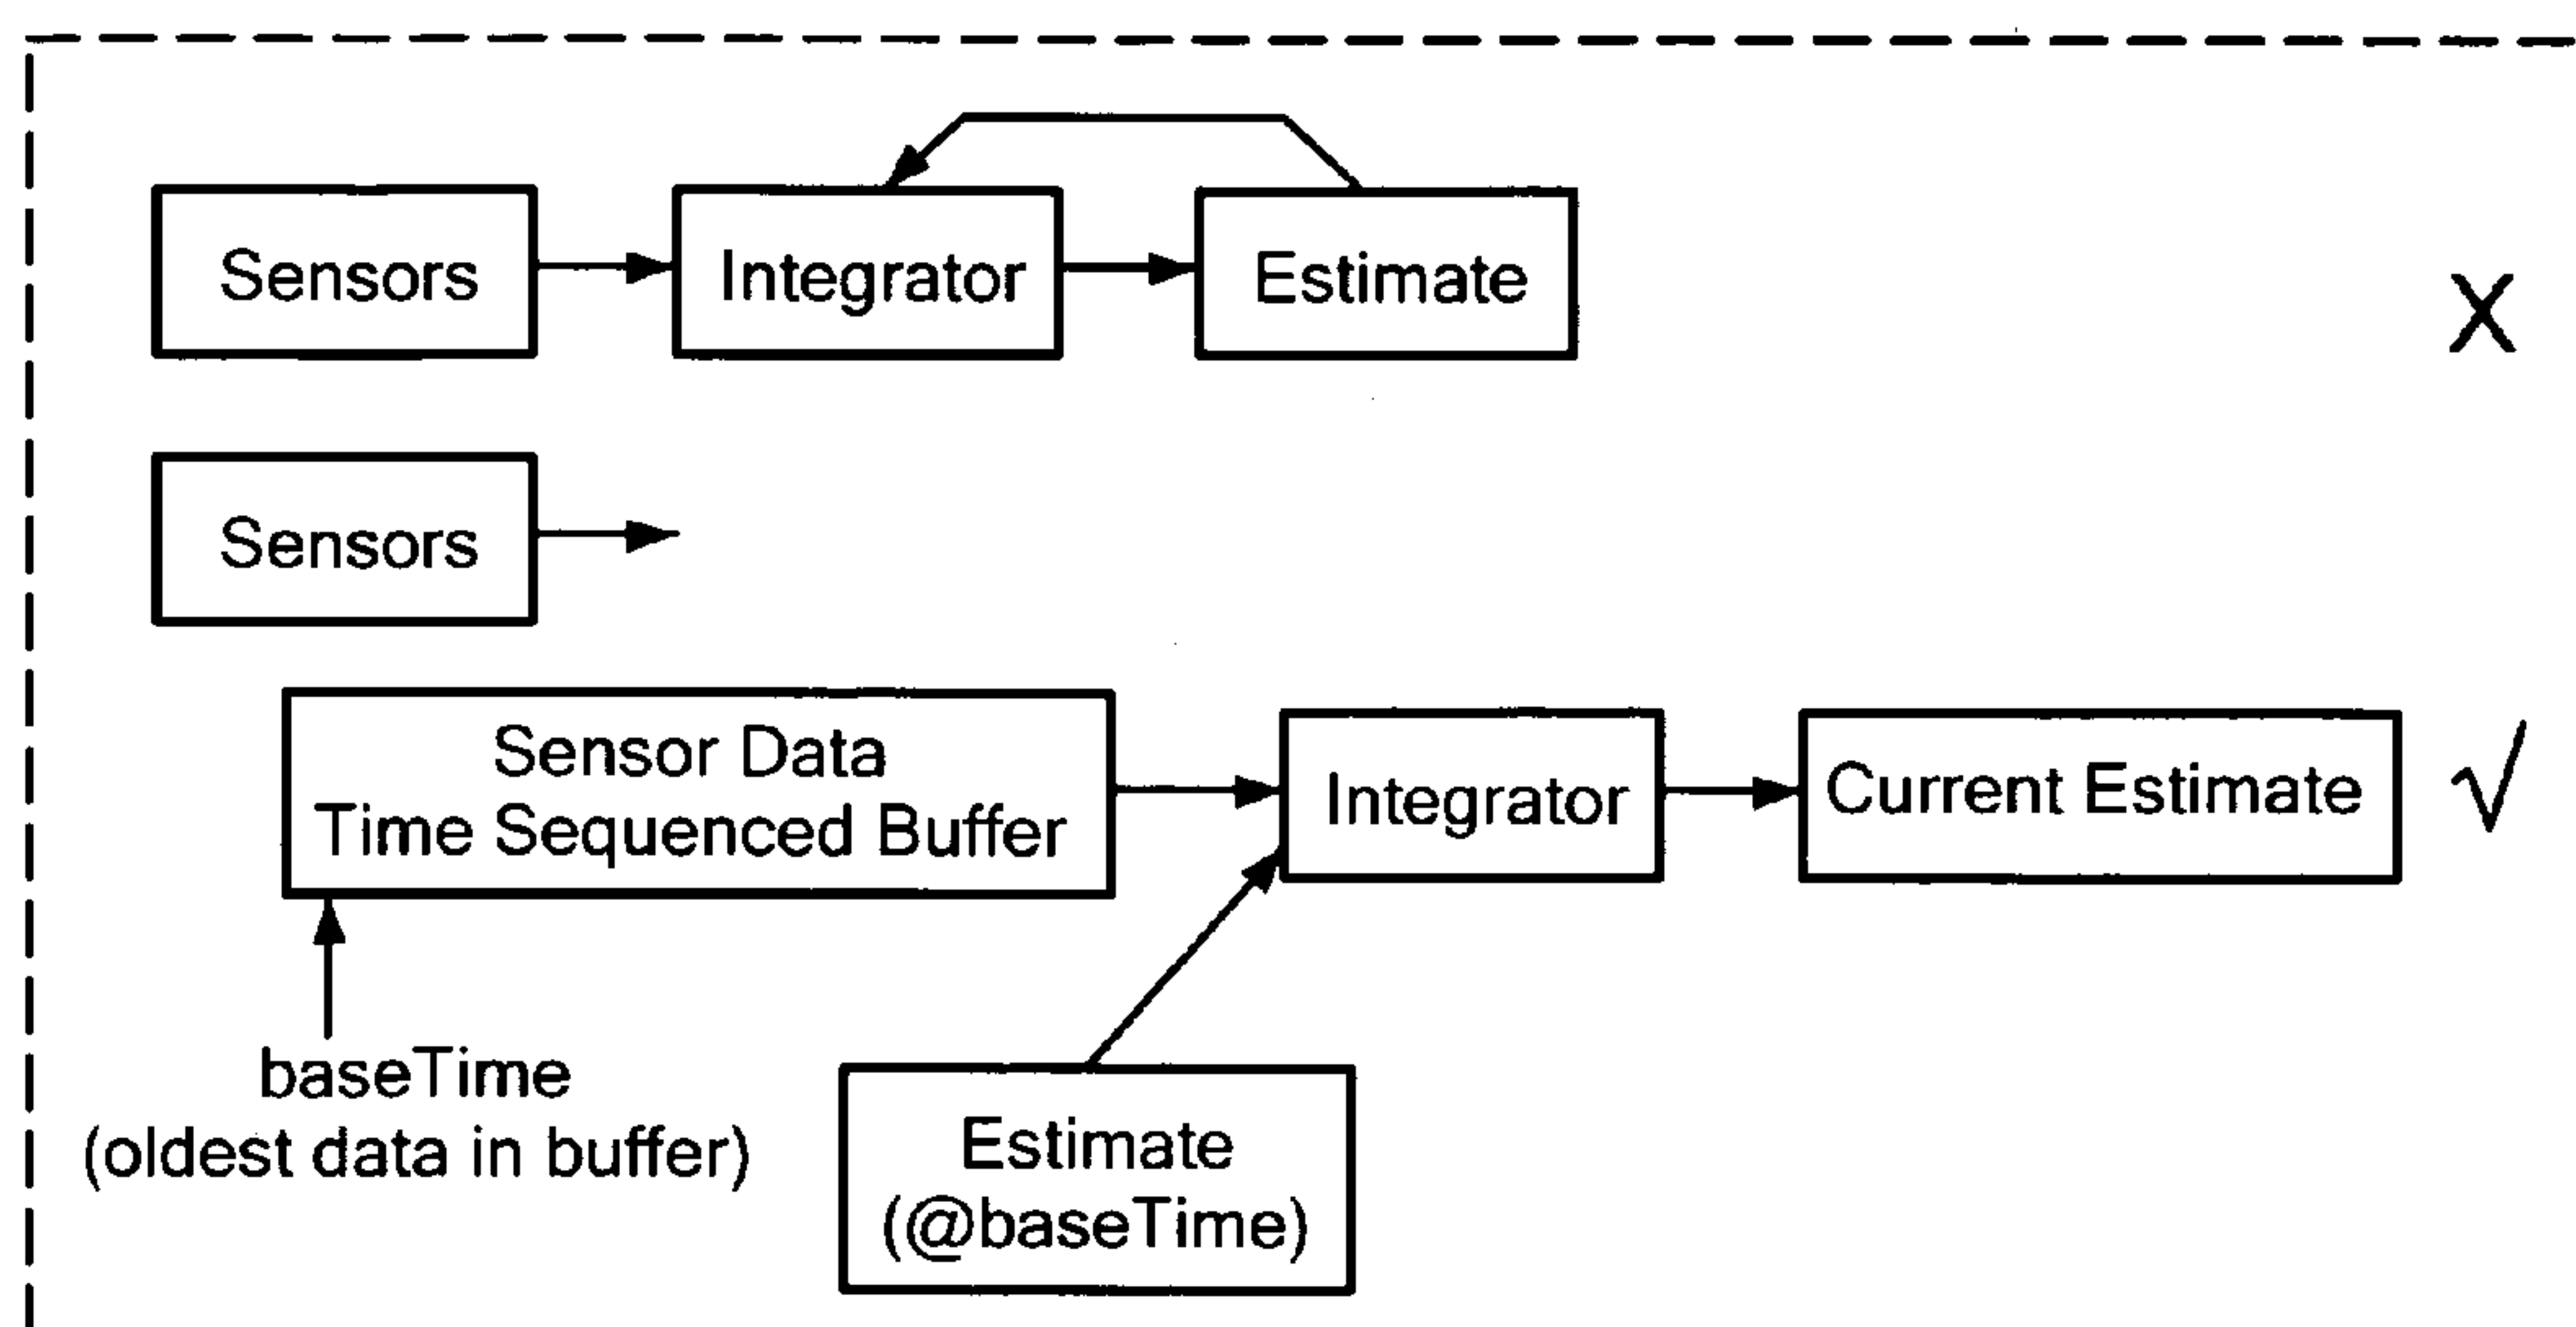 Sensors
Integrator
Estimate
X
Sensors
Sensor Data
Time Sequenced Buffer
Integrator
Current Estimate
√
baseTime
(oldest data in buffer)
Estimate
(@baseTime)